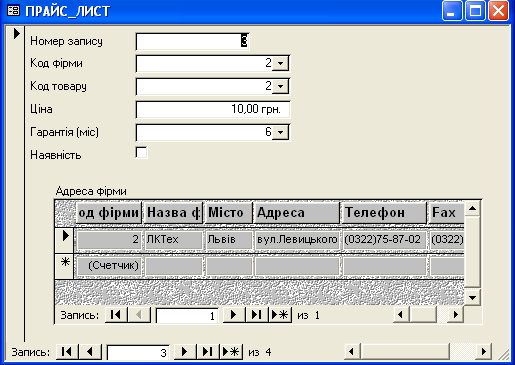 ПРАЙС_ЛИСТ
Номер запису 3
Код фірми 2
Код товару 2
Ціна 10,00 грн.
Гарантія (міс) 6
Наявність
Адреса фірми
од фірми Назва ф Місто Адреса Телефон Fax
2 ЛКТех Львів вул.Левицького (0322)75-87-02 (0322)
(Счетчик)
Запись: 1 из 1
Запись: 3 из 4